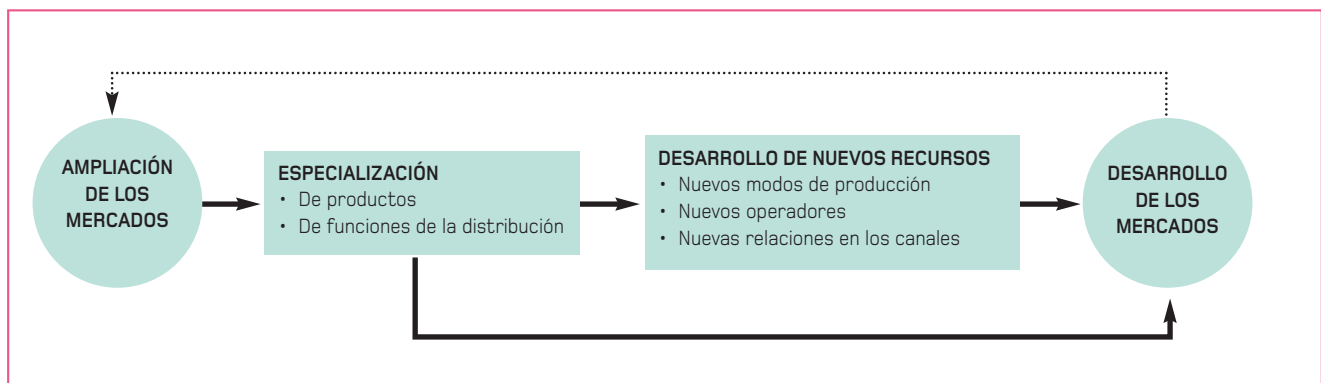 AMPLIACIÓN
DE LOS
MERCADOS
ESPECIALIZACIÓN
• De productos
• De funciones de la distribución
DESARROLLO DE NUEVOS RECURSOS
• Nuevos modos de producción
• Nuevos operadores
• Nuevas relaciones en los canales
DESARROLLO
DE LOS
MERCADOS